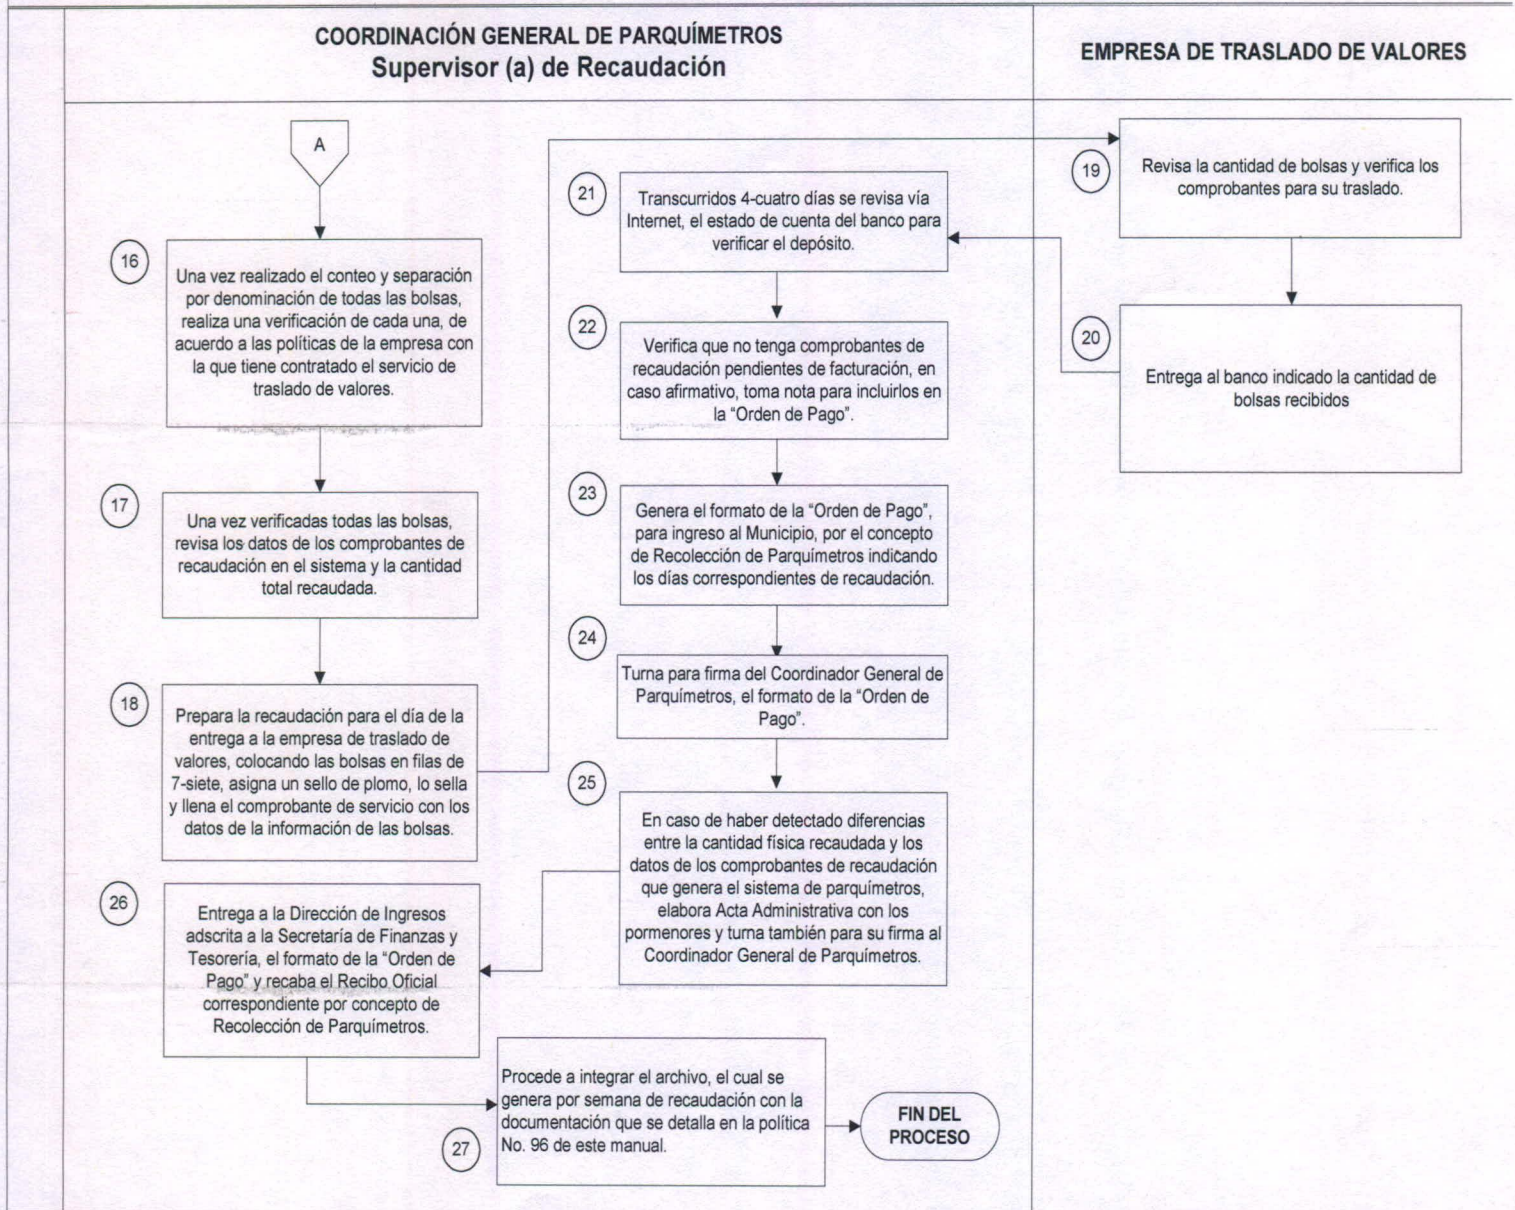 COORDINACIÓN GENERAL DE PARQUÍMETROS
Supervisor (a) de Recaudación
EMPRESA DE TRASLADO DE VALORES
A
16
Una vez realizado el conteo y separación
por denominación de todas las bolsas,
realiza una verificación de cada una, de
acuerdo a las políticas de la empresa con
la que tiene contratado el servicio de
traslado de valores.
17
Una vez verificadas todas las bolsas,
revisa los datos de los comprobantes de
recaudación en el sistema y la cantidad
total recaudada.
18
Prepara la recaudación para el día de la
entrega a la empresa de traslado de
valores, colocando las bolsas en filas de
7-siete, asigna un sello de plomo, lo sella
y llena el comprobante de servicio con los
datos de la información de las bolsas.
19
Revisa la cantidad de bolsas y verifica los
comprobantes para su traslado.
20
Entrega al banco indicado la cantidad de
bolsas recibidos
21
Transcurridos 4-cuatro días se revisa vía
Internet, el estado de cuenta del banco para
verificar el depósito.
22
Verifica que no tenga comprobantes de
recaudación pendientes de facturación, en
caso afirmativo, toma nota para incluirlos en
la “Orden de Pago”.
23
Genera el formato de la “Orden de Pago”,
para ingreso al Municipio, por el concepto
de Recolección de Parquímetros indicando
los días correspondientes de recaudación.
24
Turna para firma del Coordinador General de
Parquímetros, el formato de la “Orden de
Pago”.
25
En caso de haber detectado diferencias
entre la cantidad física recaudada y los
datos de los comprobantes de recaudación
que genera el sistema de parquímetros,
elabora Acta Administrativa con los
pormenores y turna también para su firma al
Coordinador General de Parquímetros.
26
Entrega a la Dirección de Ingresos
adscrita a la Secretaría de Finanzas y
Tesorería, el formato de la “Orden de
Pago” y recaba el Recibo Oficial
correspondiente por concepto de
Recolección de Parquímetros.
27
Procede a integrar el archivo, el cual se
genera por semana de recaudación con la
documentación que se detalla en la política
No. 96 de este manual.
FIN DEL
PROCESO